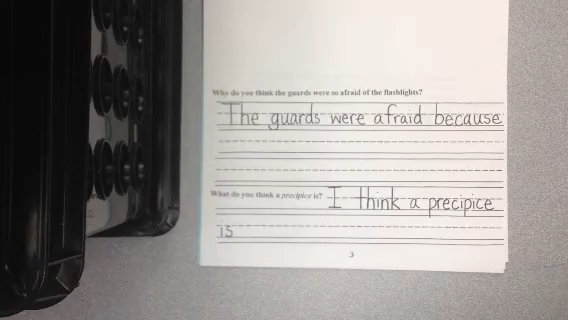 Why do you think the guards were so afraid of the flashlights?
The guards were afraid because
What do you think a precipice is? I think a precipice
is
3